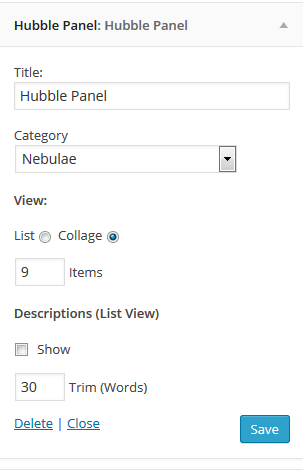 Hubble Panel: Hubble Panel
Title:
Hubble Panel
Category
Nebulae
View:
List Collage
9 Items
Descriptions (List View)
Show
30 Trim (Words)
Delete | Close Save